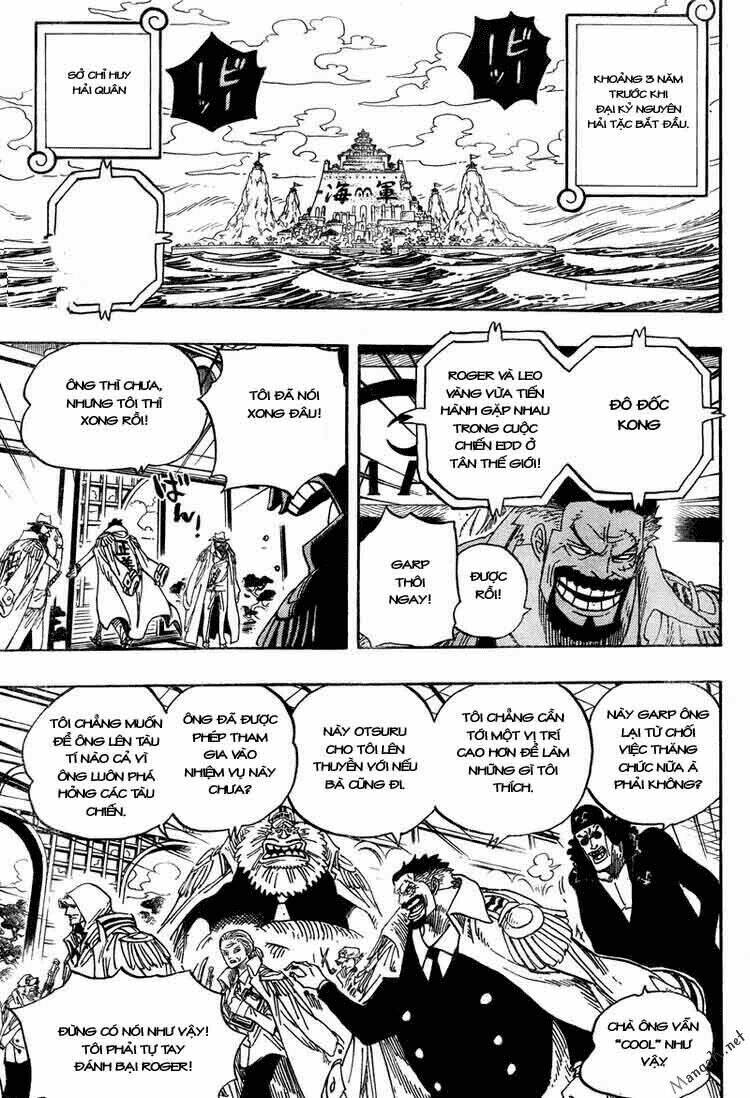 KHOẢNG 3 NĂM
TRƯỚC KHI
ĐẠI KỶ NGUYÊN
HẢI TẶC BẮT ĐẦU.
ビーーッ
ビーーッ
SỞ CHỈ HUY
HẢI QUÂN
海軍
ĐÔ ĐỐC
KONG
ROGER VÀ LEO
VÀNG VỪA TIẾN
HÀNH GẶP NHAU
TRONG CUỘC
CHIẾN EDD Ở
TÂN THẾ GIỚI!
ĐƯỢC
RỒI!
GARP
THÔI
NGAY!
TÔI ĐÃ NÓI
XONG ĐÂU!
ÔNG THÌ CHƯA,
NHƯNG TÔI THÌ
XONG RỒI!
ばん!
NÀY GARP ÔNG
LẠI TỪ CHỐI
VIỆC THĂNG
CHỨC NỮA À
PHẢI KHÔNG?
TÔI CHẲNG CẦN
TỚI MỘT VỊ TRÍ
CAO HƠN ĐỂ LÀM
NHỮNG GÌ TÔI
THÍCH.
NÀY OTSURU
CHO TÔI LÊN
THUYỀN VỚI NẾU
BÀ CŨNG ĐI.
ÔNG ĐÃ ĐƯỢC
PHÉP THAM
GIA VÀO
NHIỆM VỤ NÀY
CHƯA?
TÔI CHẲNG MUỐN
ĐỂ ÔNG LÊN TÀU
TÍ NÀO CẢ VÌ
ÔNG LUÔN PHÁ
HỎNG CÁC TÀU
CHIẾN.
CHÀ ÔNG VẪN
"COOL" NHƯ
VẬY.
ĐỪNG CÓ NÓI NHƯ VẬY!
TÔI PHẢI TỰ TAY
ĐÁNH BẠI ROGER!